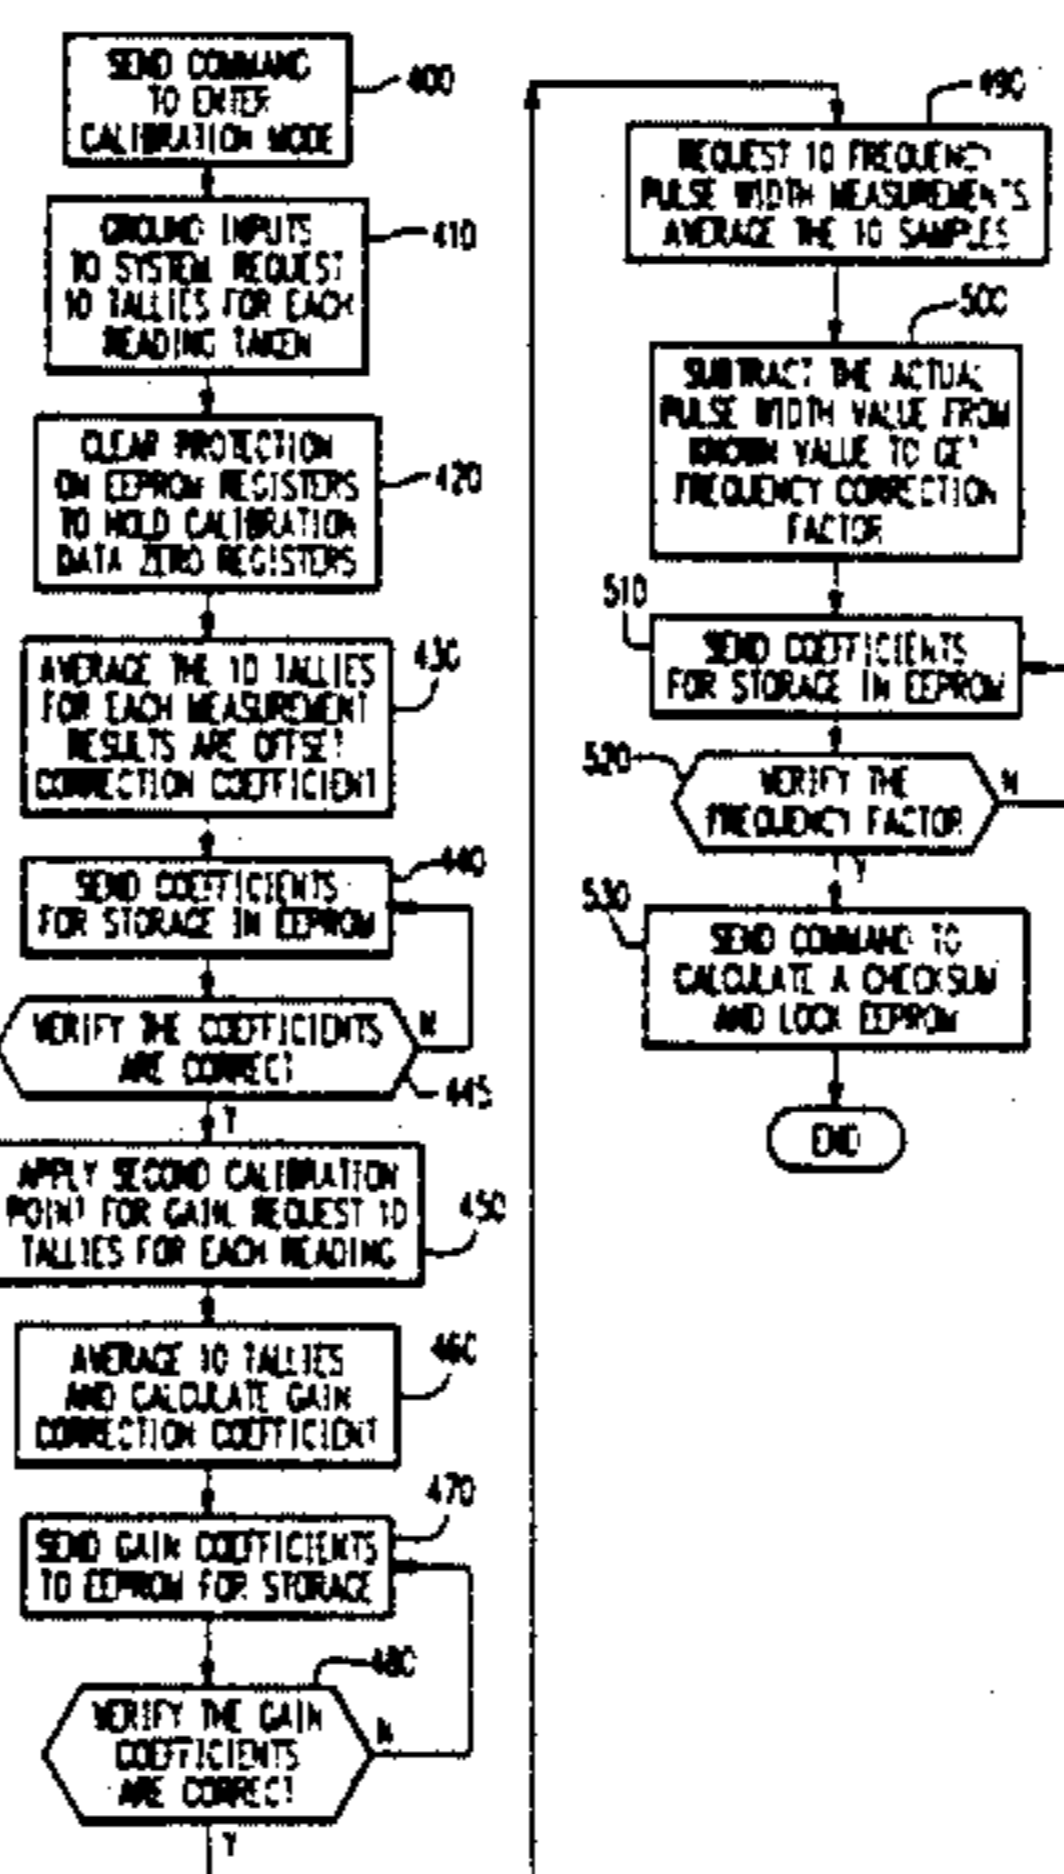 SEND COMMAND
TO ENTER
CALIBRATION MODE
400
GROUND INPUTS
TO SYSTEM REQUEST
10 TALLIES FOR EACH
READING TAKEN
410
CLEAR PROTECTION
ON EEPROM REGISTERS
TO HOLD CALIBRATION
DATA ZERO REGISTERS
420
AVERAGE THE 10 TALLIES
FOR EACH MEASUREMENT
RESULTS ARE OFFSET
CORRECTION COEFFICIENT
430
SEND COEFFICIENTS
FOR STORAGE IN EEPROM
440
VERIFY THE COEFFICIENTS
ARE CORRECT
N
445
Y
APPLY SECOND CALIBRATION
POINT FOR GAIN. REQUEST 10
TALLIES FOR EACH READING
450
AVERAGE 10 TALLIES
AND CALCULATE GAIN
CORRECTION COEFFICIENT
460
SEND GAIN COEFFICIENTS
TO EEPROM FOR STORAGE
470
VERIFY THE GAIN
COEFFICIENTS
ARE CORRECT
480
N
Y
490
REQUEST 10 FREQUENCY
PULSE WIDTH MEASUREMENTS
AVERAGE THE 10 SAMPLES
500
SUBTRACT THE ACTUAL
PULSE WIDTH VALUE FROM
KNOWN VALUE TO GET
FREQUENCY CORRECTION
FACTOR
510
SEND COEFFICIENTS
FOR STORAGE IN EEPROM
520
VERIFY THE
FREQUENCY FACTOR
N
Y
530
SEND COMMAND TO
CALCULATE A CHECKSUM
AND LOCK EEPROM
END